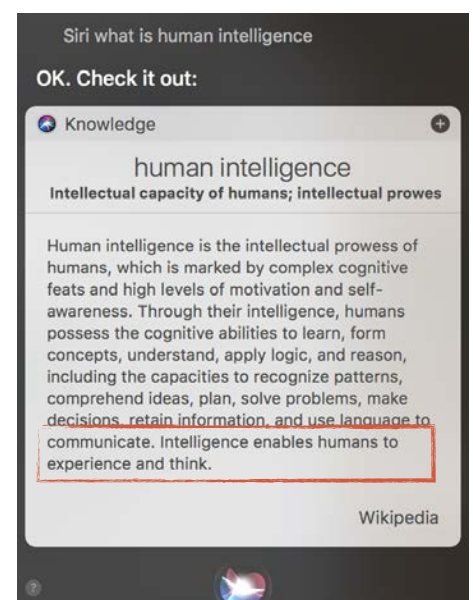 Siri what is human intelligence
OK. Check it out:
Knowledge
human intelligence
Intellectual capacity of humans; intellectual prowes
Human intelligence is the intellectual prowess of
humans, which is marked by complex cognitive
feats and high levels of motivation and self-
awareness. Through their intelligence, humans
possess the cognitive abilities to learn, form
concepts, understand, apply logic, and reason,
including the capacities to recognize patterns,
comprehend ideas, plan, solve problems, make
decisions, retain information, and use language to
communicate. Intelligence enables humans to
experience and think.
Wikipedia
?